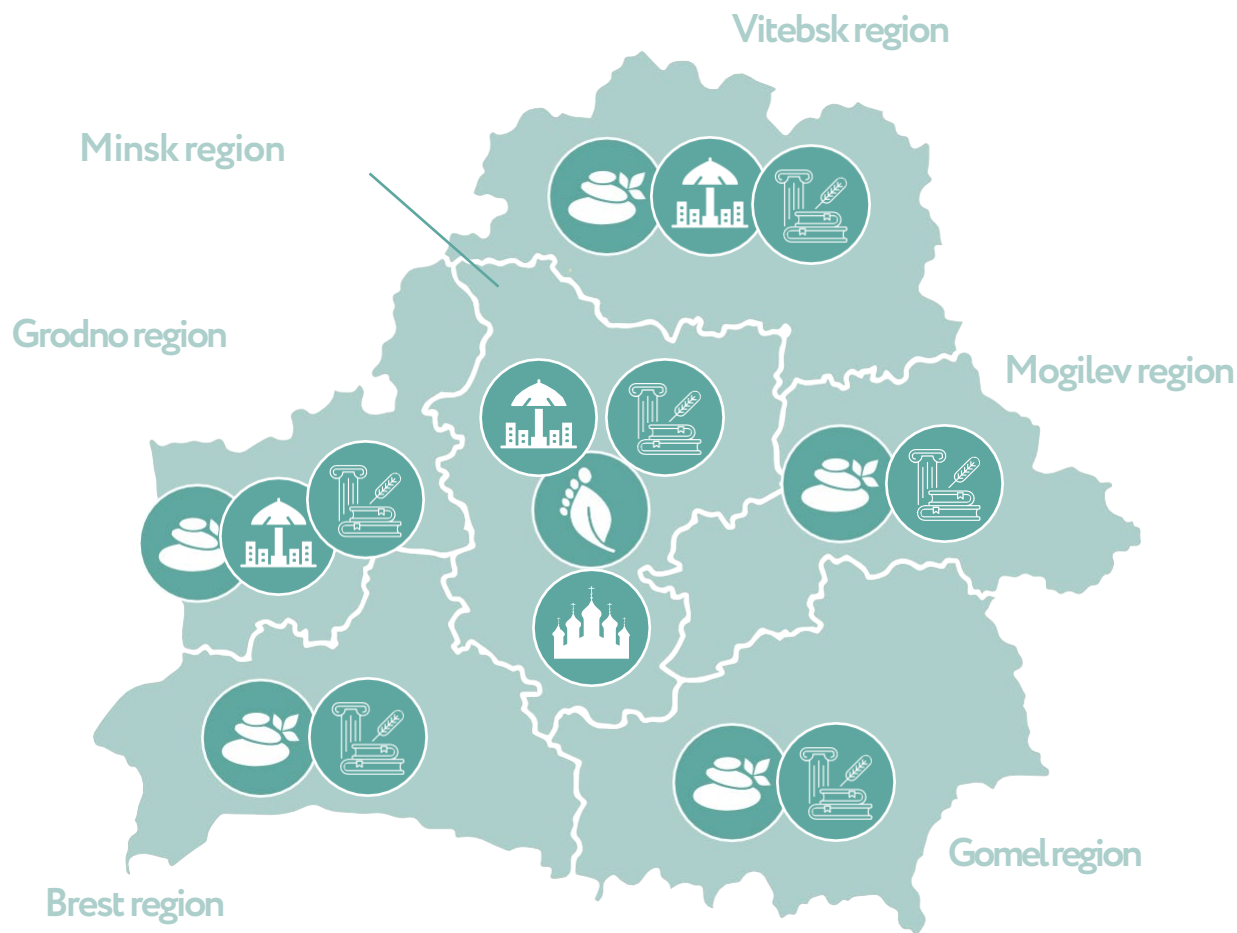 Vitebsk region
Minsk region
Grodno region
Mogilev region
Gomel region
Brest region